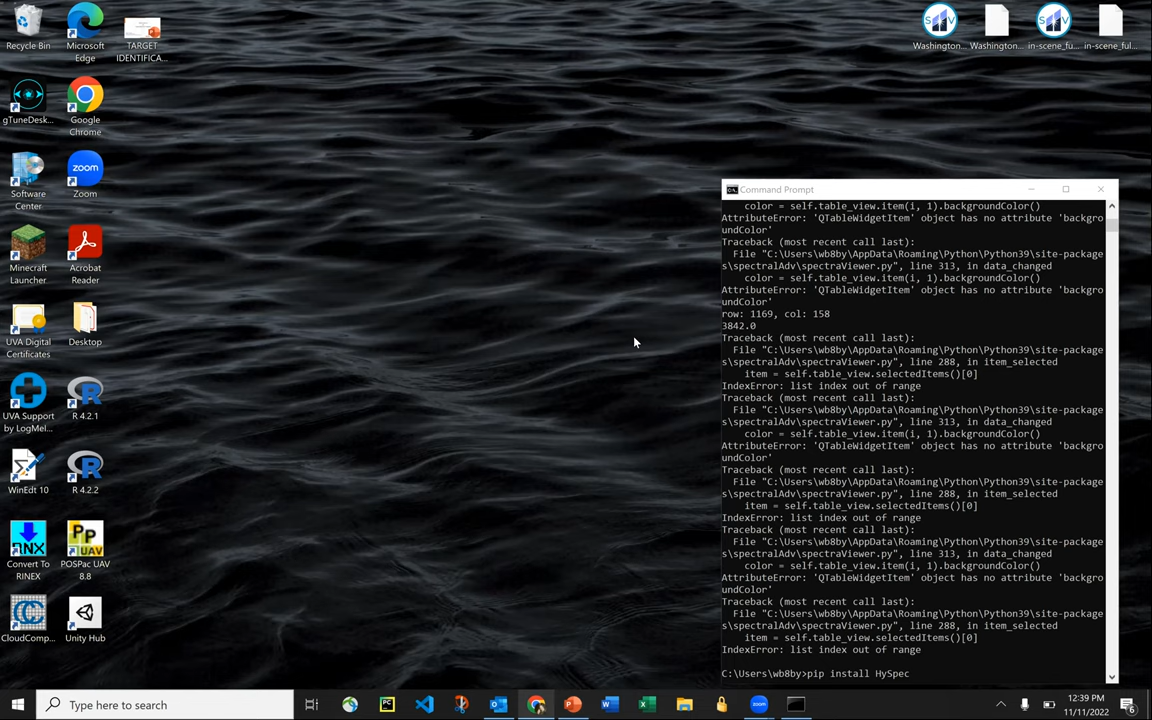 Recycle Bin
Microsoft
Edge
TARGET
IDENTIFICA...
gTuneDesk...
Google
Chrome
Software
Center
Zoom
zoom
Minecraft
Launcher
Acrobat
Reader
UVA Digital
Certificates
Desktop
UVA Support
by LogMeI...
R 4.2.1
WinEdt 10
R 4.2.2
RNX
Convert To
RINEX
Pp
UAV
POSPac UAV
8.8
CC
CloudComp...
Unity Hub
S V
Washington...
Washington...
S V
in-scene_fu...
in-scene_ful...
Command Prompt
color = self.table_view.item(i, 1).backgroundColor()
AttributeError: 'QTableWidgetItem' object has no attribute 'backgro
undColor'
Traceback (most recent call last):
File "C:\Users\wb8by\AppData\Roaming\Python\Python39\site-package
s\spectralAdv\spectraViewer.py", line 313, in data_changed
color = self.table_view.item(i, 1).backgroundColor()
AttributeError: 'QTableWidgetItem' object has no attribute 'backgro
undColor'
row: 1169, col: 158
3842.0
Traceback (most recent call last):
File "C:\Users\wb8by\AppData\Roaming\Python\Python39\site-package
s\spectralAdv\spectraViewer.py", line 288, in item_selected
item = self.table_view.selectedItems()[0]
IndexError: list index out of range
Traceback (most recent call last):
File "C:\Users\wb8by\AppData\Roaming\Python\Python39\site-package
s\spectralAdv\spectraViewer.py", line 313, in data_changed
color = self.table_view.item(i, 1).backgroundColor()
AttributeError: 'QTableWidgetItem' object has no attribute 'backgro
undColor'
Traceback (most recent call last):
File "C:\Users\wb8by\AppData\Roaming\Python\Python39\site-package
s\spectralAdv\spectraViewer.py", line 288, in item_selected
item = self.table_view.selectedItems()[0]
IndexError: list index out of range
Traceback (most recent call last):
File "C:\Users\wb8by\AppData\Roaming\Python\Python39\site-package
s\spectralAdv\spectraViewer.py", line 313, in data_changed
color = self.table_view.item(i, 1).backgroundColor()
AttributeError: 'QTableWidgetItem' object has no attribute 'backgro
undColor'
Traceback (most recent call last):
File "C:\Users\wb8by\AppData\Roaming\Python\Python39\site-package
s\spectralAdv\spectraViewer.py", line 288, in item_selected
item = self.table_view.selectedItems()[0]
IndexError: list index out of range
C:\Users\wb8by>pip install HySpec
Type here to search
12:39 PM
11/11/2022
6